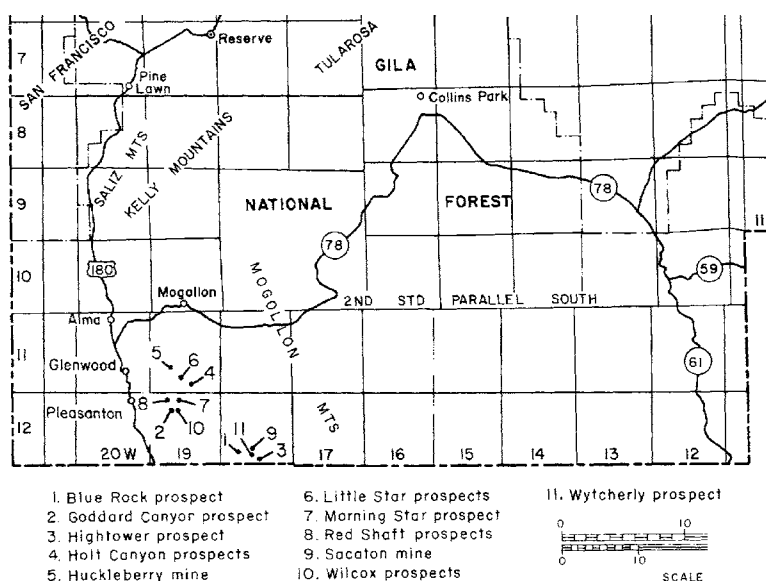 Reserve
TULAROSA
GILA
SAN FRANCISCO
7
Pine
Lawn
Collins Park
8
SALIZ MTS
KELLY MOUNTAINS
78
9
NATIONAL
FOREST
11
78
10
180
Mogollon
MOGOLLON
59
2ND STD PARALLEL SOUTH
Alma
11
Glenwood
5
6
4
61
Pleasanton
8
7
2
10
MTS
12
1
11
9
3
20 W
19
18
17
16
15
14
13
12
1. Blue Rock prospect
2. Goddard Canyor prospect
3. Hightower prospect
4. Holt Canyon prospects
5. Huckleberry mine
6. Little Star prospects
7. Morning Star prospect
8. Red Shaft prospects
9. Sacaton mine
10. Wilcox prospects
11. Wytcherly prospect
0 10
0 10
SCALE